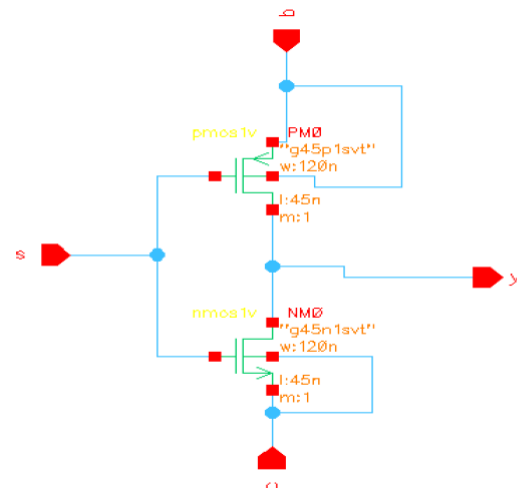 b
pmos1v PM0
"g45p1svt"
w:120n
l:45n
m:1
s
y
nmos1v NM0
"g45n1svt"
w:120n
l:45n
m:1